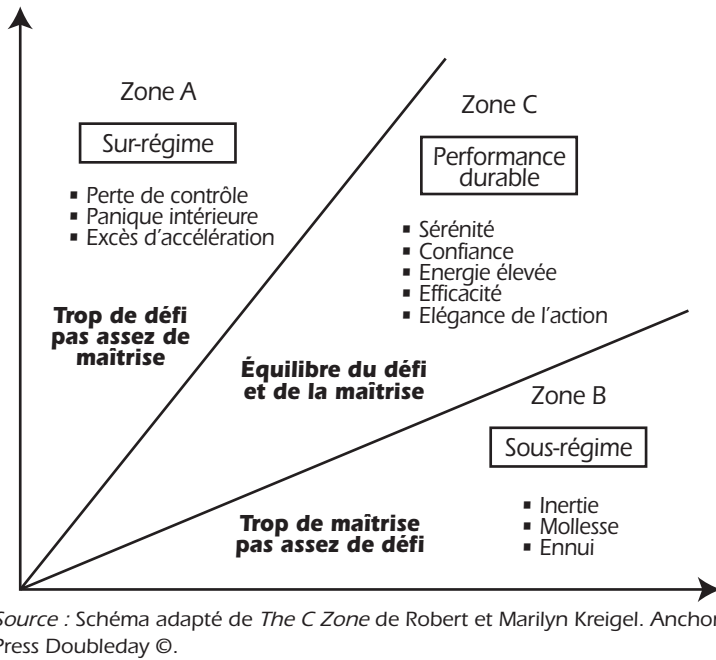 Zone A
Sur-régime
▪ Perte de contrôle
▪ Panique intérieure
▪ Excès d'accélération
Trop de défi
pas assez de
maîtrise
Zone C
Performance
durable
▪ Sérénité
▪ Confiance
▪ Energie élevée
▪ Efficacité
▪ Elégance de l'action
Équilibre du défi
et de la maîtrise
Zone B
Sous-régime
▪ Inertie
▪ Mollesse
▪ Ennui
Trop de maîtrise
pas assez de défi
Source : Schéma adapté de The C Zone de Robert et Marilyn Kreigel. Anchor
Press Doubleday ©.